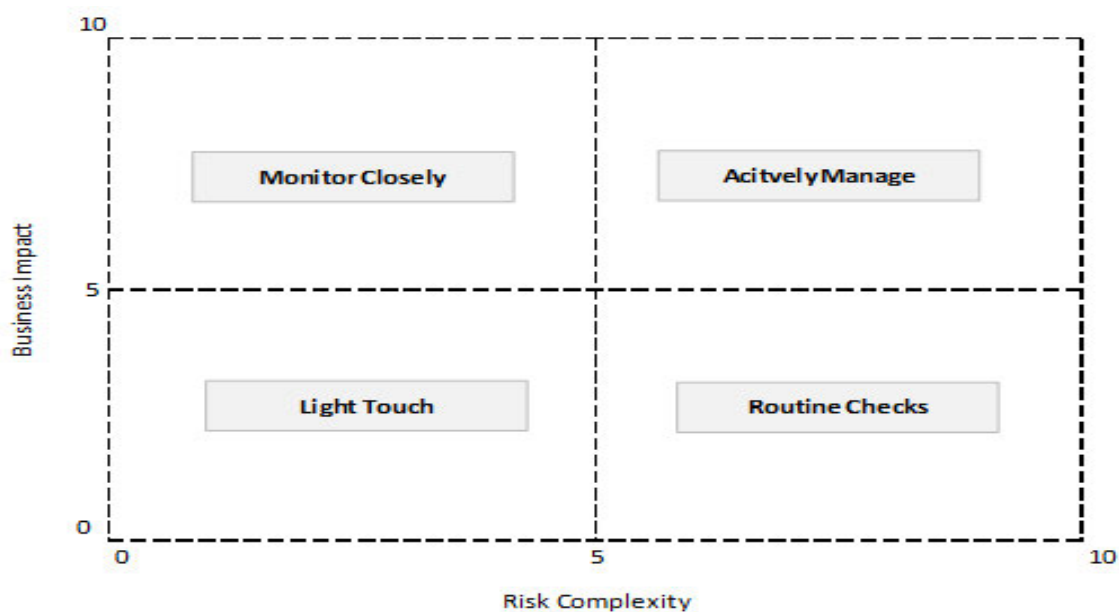 10
Monitor Closely
Acitvely Manage
Business Impact
5
Light Touch
Routine Checks
0
0
5
10
Risk Complexity